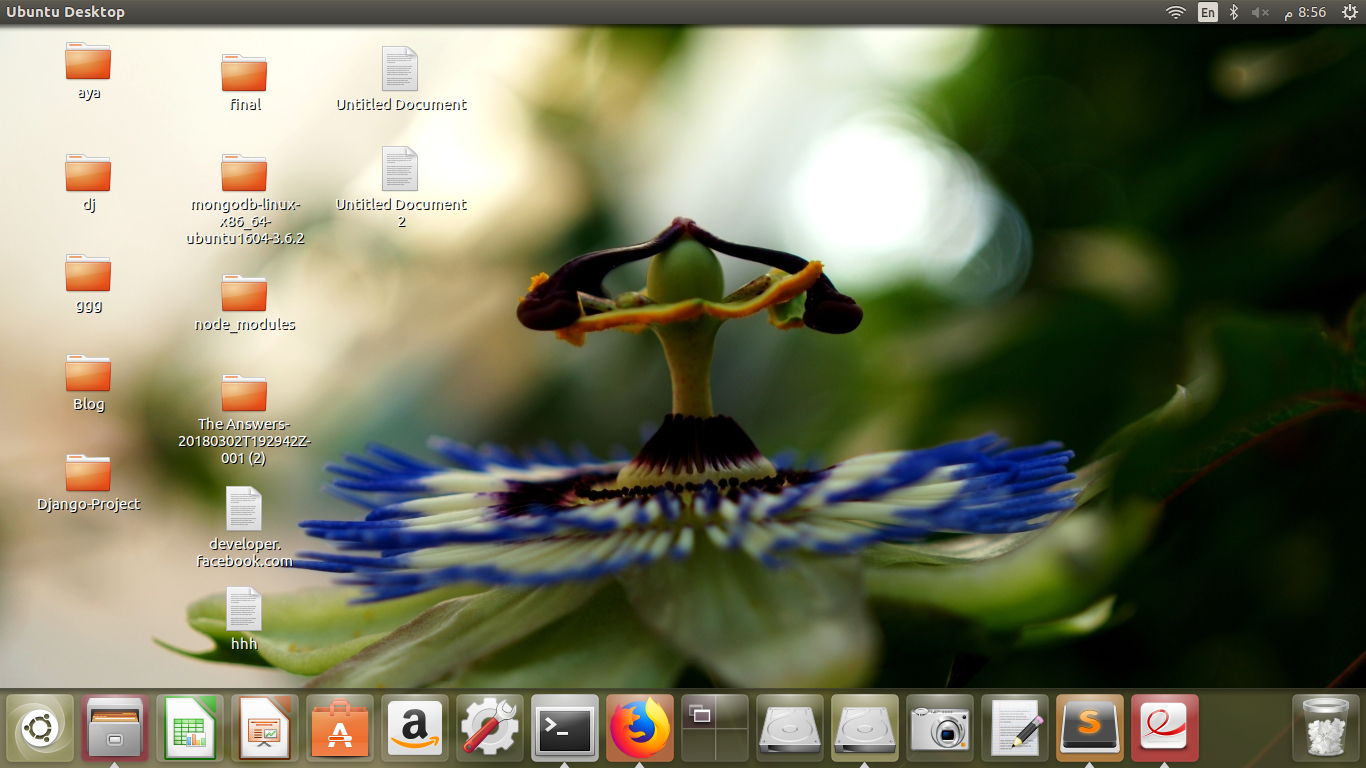 Ubuntu Desktop
En
8:56 م
aya
dj
ggg
Blog
Django-Project
final
mongodb-linux-
x86_64-
ubuntu1604-3.6.2
node_modules
The Answers-
20180302T192942Z-
001 (2)
developer.
facebook.com
hhh
Untitled Document
Untitled Document
2